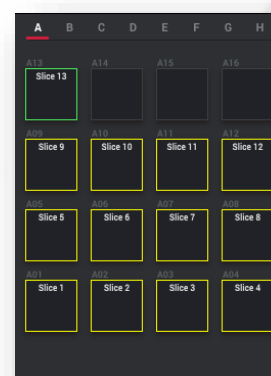 A B C D E F G H
A13 A14 A15 A16
Slice 13
A09 A10 A11 A12
Slice 9 Slice 10 Slice 11 Slice 12
A05 A06 A07 A08
Slice 5 Slice 6 Slice 7 Slice 8
A01 A02 A03 A04
Slice 1 Slice 2 Slice 3 Slice 4